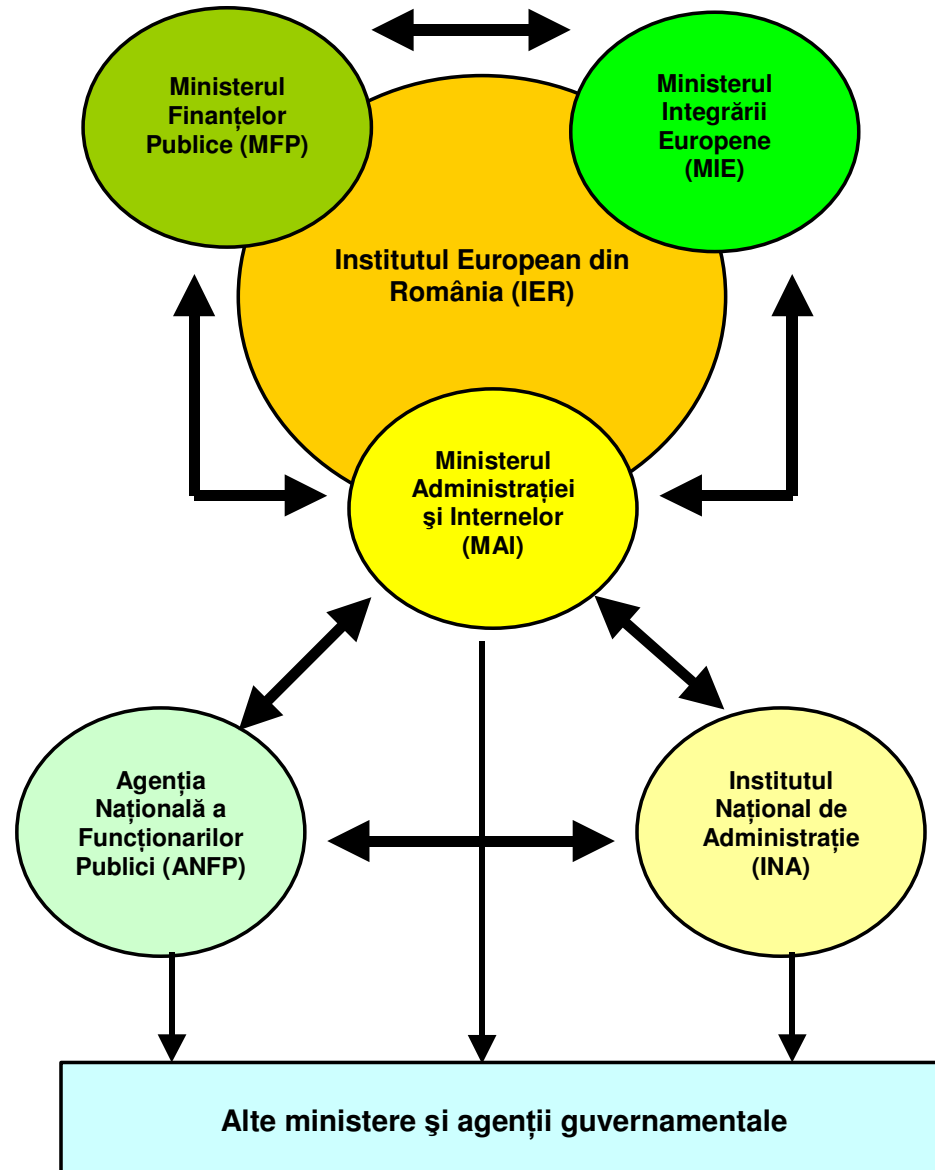 Ministerul
Finanțelor
Publice (MFP)
Ministerul
Integrării
Europene
(MIE)
Institutul European din
România (IER)
Ministerul
Administrației
şi Internelor
(MAI)
Agenția
Națională a
Funcționarilor
Publici (ANFP)
Institutul
Național de
Administrație
(INA)
Alte ministere şi agenții guvernamentale